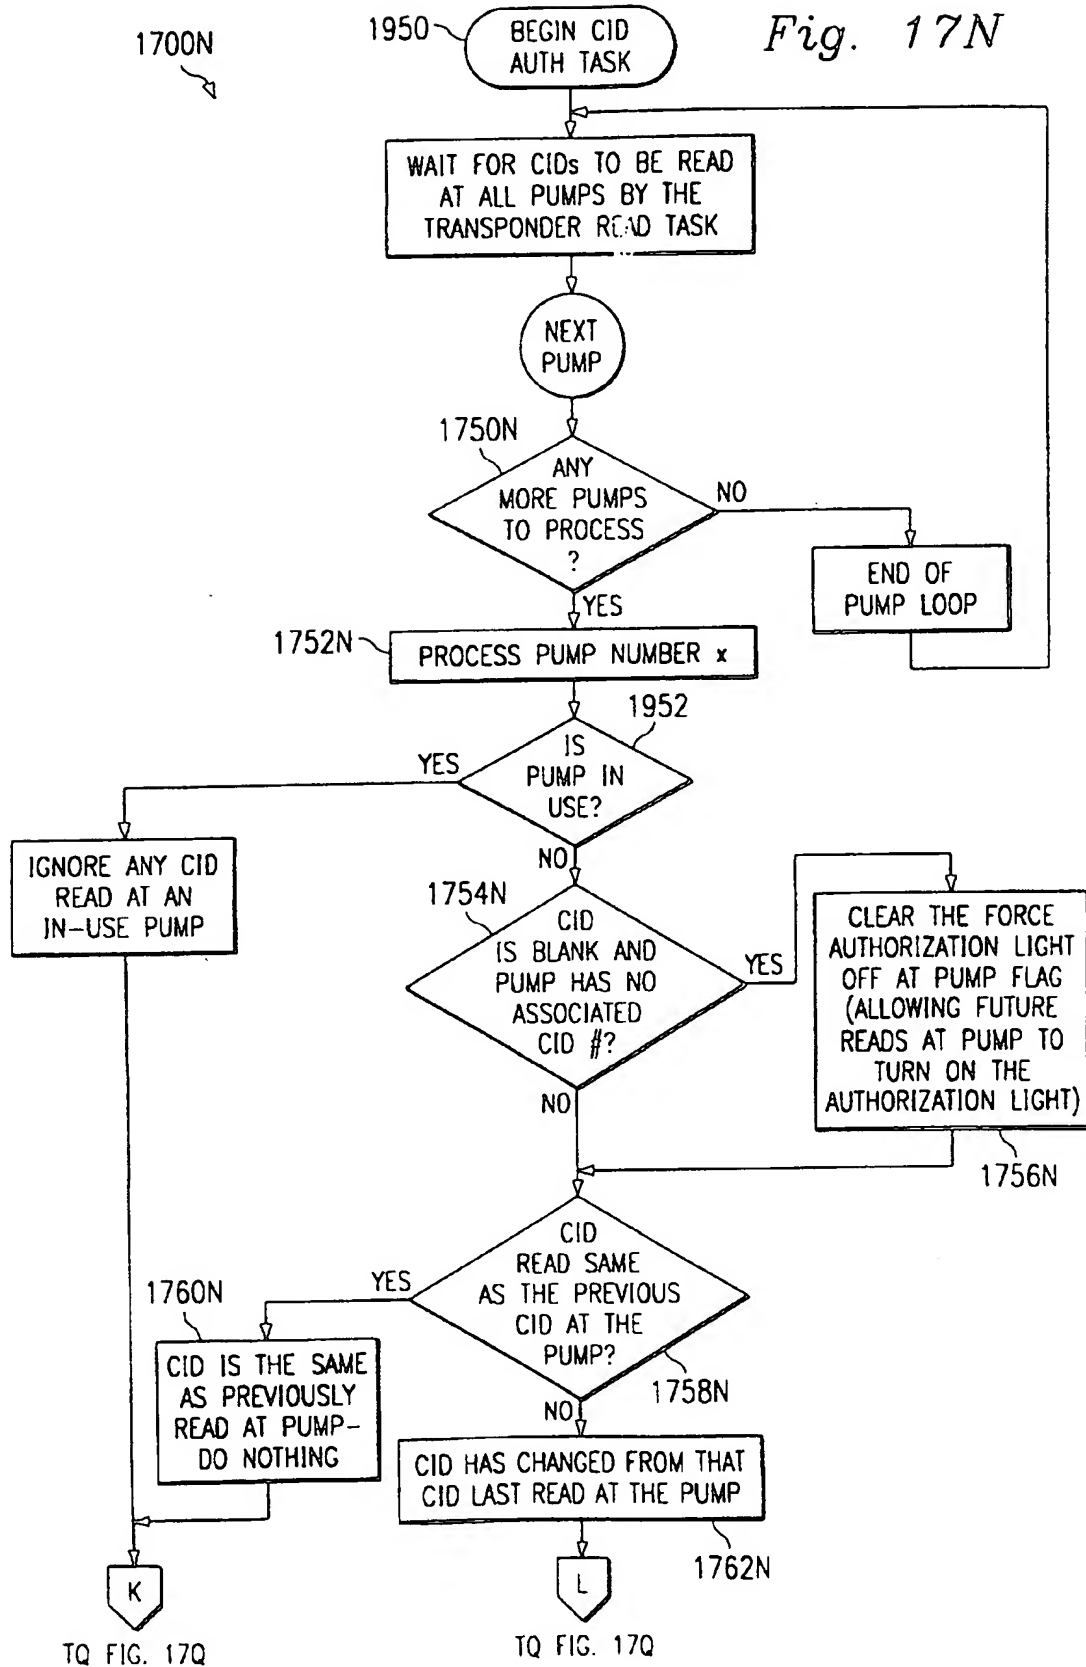 1700N
1950
BEGIN CID
AUTH TASK
Fig. 17N
WAIT FOR CIDs TO BE READ
AT ALL PUMPS BY THE
TRANSPONDER READ TASK
NEXT
PUMP
1750N
ANY
MORE PUMPS
TO PROCESS
?
NO
END OF
PUMP LOOP
YES
1752N
PROCESS PUMP NUMBER x
1952
IS
PUMP IN
USE?
YES
IGNORE ANY CID
READ AT AN
IN-USE PUMP
NO
1754N
CID
IS BLANK AND
PUMP HAS NO
ASSOCIATED
CID #?
YES
CLEAR THE FORCE
AUTHORIZATION LIGHT
OFF AT PUMP FLAG
(ALLOWING FUTURE
READS AT PUMP TO
TURN ON THE
AUTHORIZATION LIGHT)
1756N
NO
CID
READ SAME
AS THE PREVIOUS
CID AT THE
PUMP?
1758N
YES
1760N
CID IS THE SAME
AS PREVIOUSLY
READ AT PUMP-
DO NOTHING
NO
CID HAS CHANGED FROM THAT
CID LAST READ AT THE PUMP
1762N
K
TQ FIG. 17Q
L
TQ FIG. 17Q